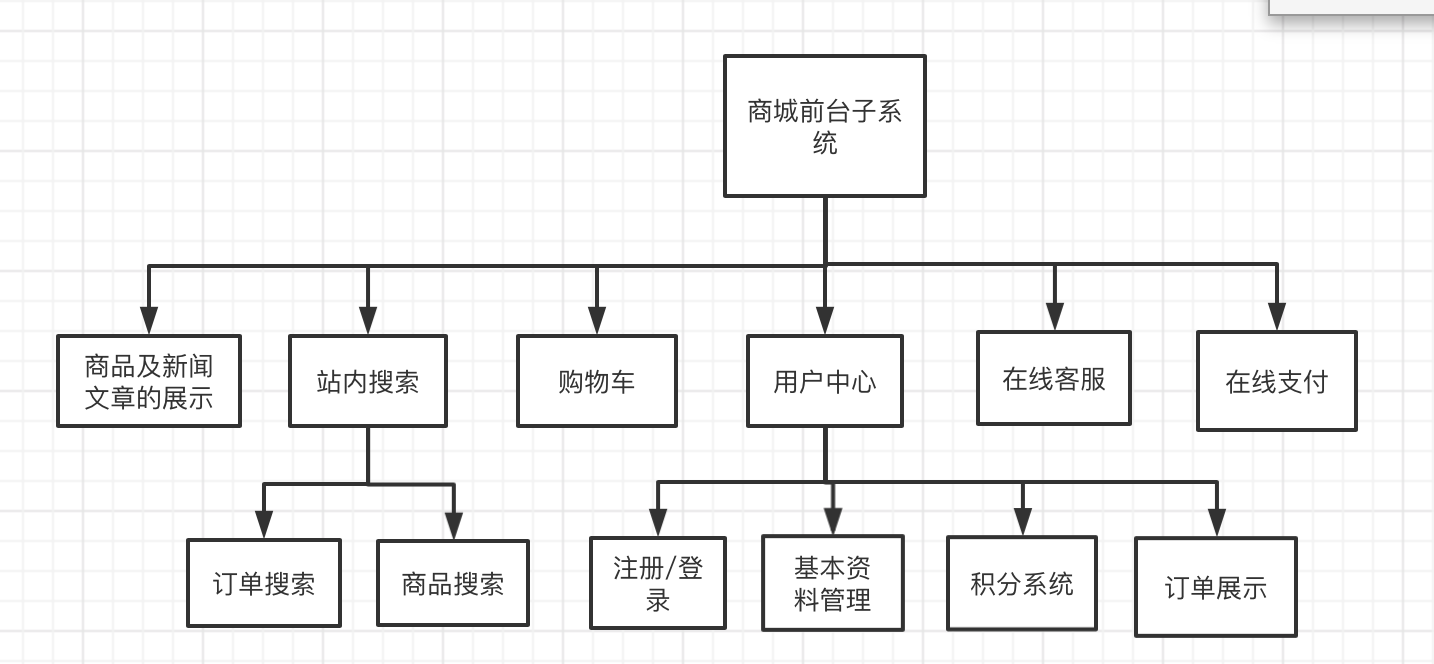 商城前台子系
统
商品及新闻
文章的展示
站内搜索
购物车
用户中心
在线客服
在线支付
订单搜索
商品搜索
注册/登
录
基本资
料管理
积分系统
订单展示